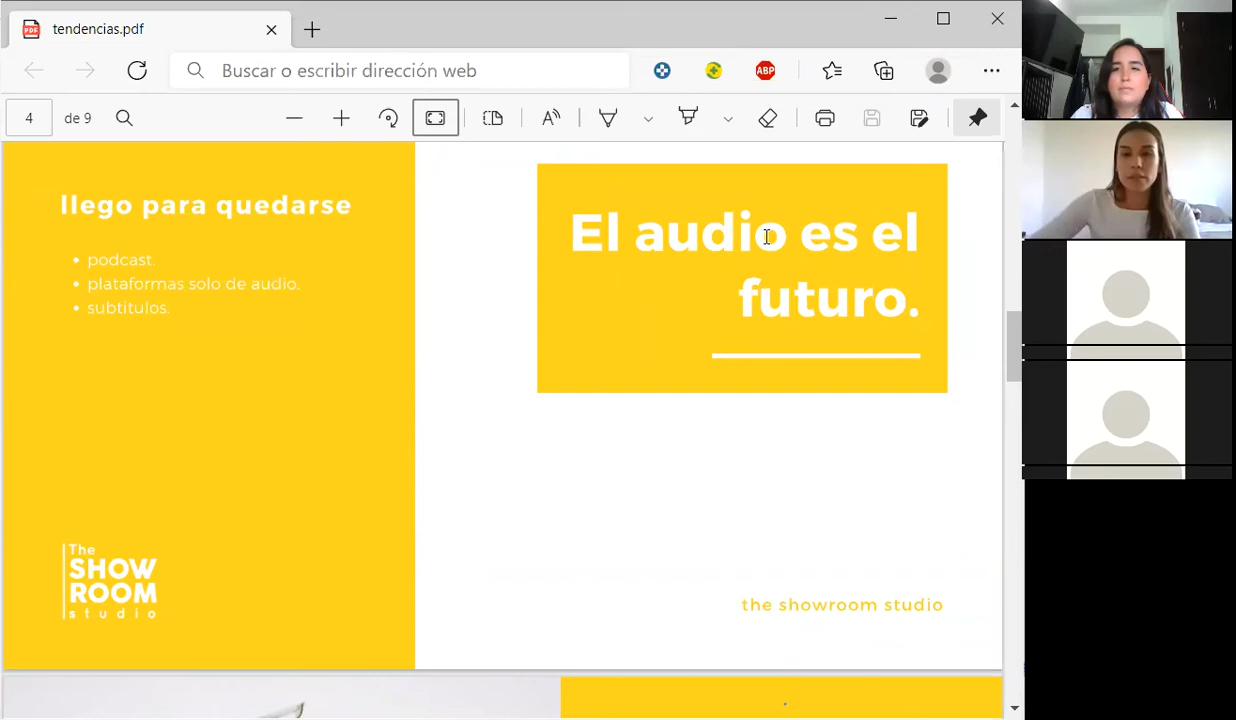 tendencias.pdf
Buscar o escribir dirección web
ABP
4 de 9
llego para quedarse
podcast.
plataformas solo de audio.
subtitulos.
The
SHOW
ROOM
studio
El audio es el
futuro.
the showroom studio